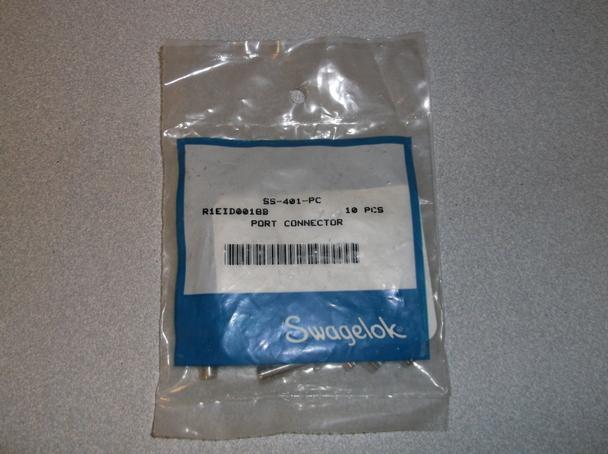 SS-401-PC
R1EID0018B 10 PCS
PORT CONNECTOR
Swagelok